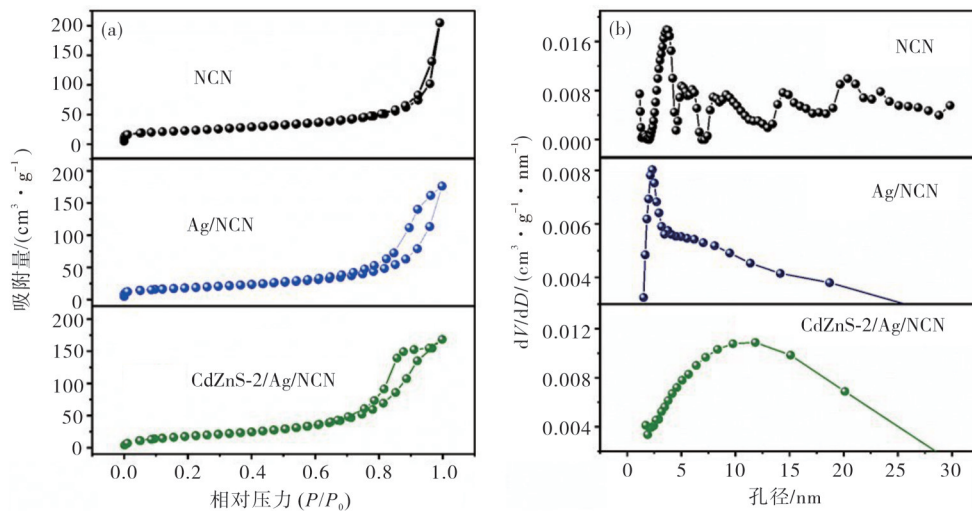 (a)
NCN
200
150
100
50
0
Ag/NCN
200
150
100
50
0
CdZnS-2/Ag/NCN
200
150
100
50
0
吸附量/(cm³·g⁻¹)
0.0 0.2 0.4 0.6 0.8 1.0
相对压力 (P/P₀)
(b)
NCN
0.016
0.012
0.008
0.004
0.000
Ag/NCN
0.008
0.006
0.004
CdZnS-2/Ag/NCN
0.012
0.008
0.004
dV/dD/ (cm³·g⁻¹·nm⁻¹)
0 5 10 15 20 25 30
孔径/nm